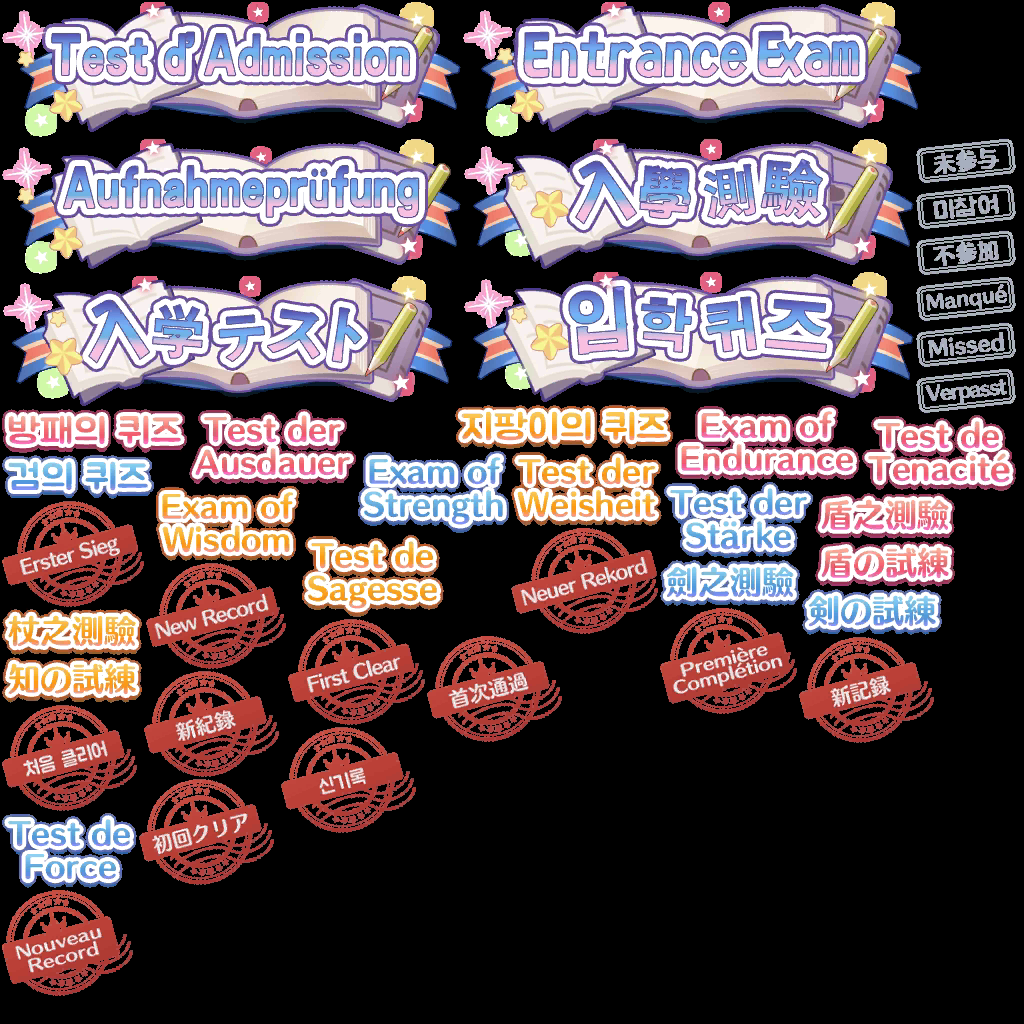 Test d'Admission
Entrance Exam
Aufnahmeprüfung
入學測驗
入学テスト
입학 퀴즈
未参与
미참여
不参加
Manqué
Missed
Verpasst
방패의 퀴즈
검의 퀴즈
Test der
Ausdauer
지팡이의 퀴즈
Exam of
Endurance
Test de
Tenacité
Exam of
Strength
Test der
Weisheit
Exam of
Wisdom
Test der
Stärke
盾之測驗
盾の試練
Test de
Sagesse
劍之測驗
剣の試練
Erster Sieg
New Record
Neuer Rekord
杖之測驗
知の試練
First Clear
首次通過
Première
Complétion
新記録
처음 클리어
新紀錄
신기록
Test de
Force
初回クリア
Nouveau
Record